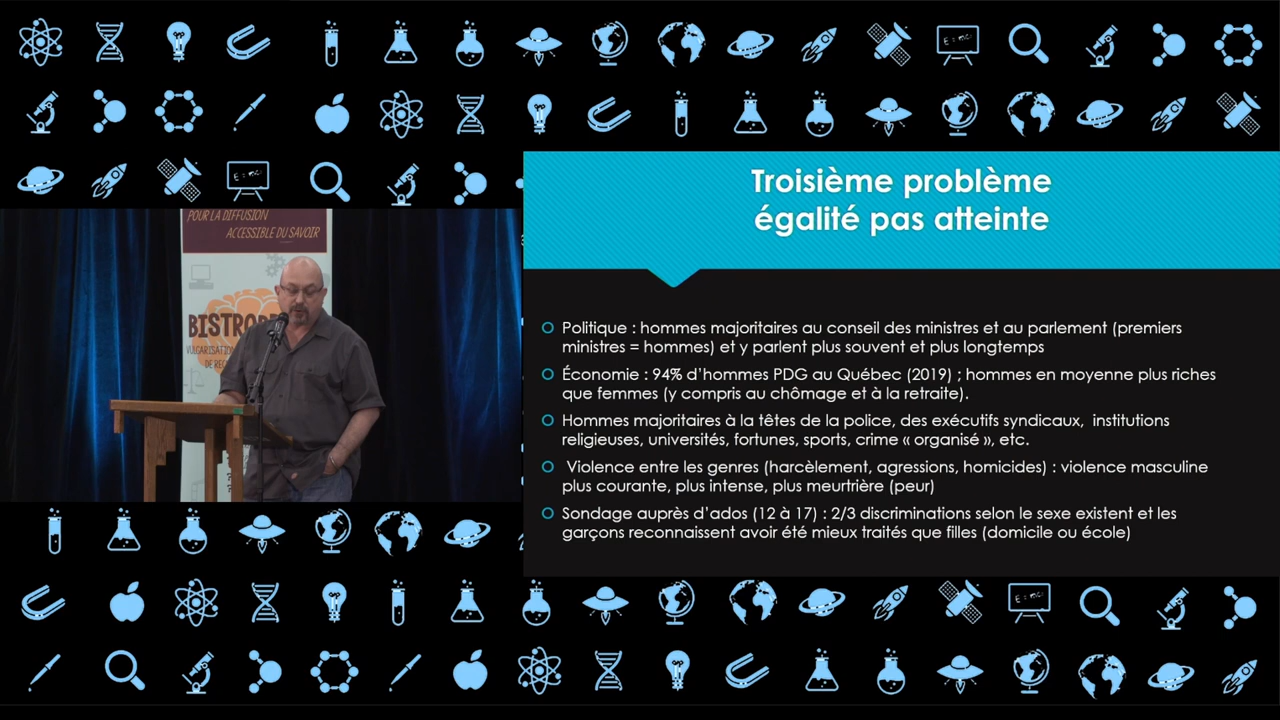 POUR LA DIFFUSION
ACCESSIBLE DU SAVOIR
Troisième problème
égalité pas atteinte
Politique : hommes majoritaires au conseil des ministres et au parlement (premiers
ministres = hommes) et y parlent plus souvent et plus longtemps
Économie : 94% d'hommes PDG au Québec (2019) ; hommes en moyenne plus riches
que femmes (y compris au chômage et à la retraite).
Hommes majoritaires à la têtes de la police, des exécutifs syndicaux, institutions
religieuses, universités, fortunes, sports, crime « organisé », etc.
Violence entre les genres (harcèlement, agressions, homicides) : violence masculine
plus courante, plus intense, plus meurtrière (peur)
Sondage auprès d'ados (12 à 17) : 2/3 discriminations selon le sexe existent et les
garçons reconnaissent avoir été mieux traités que filles (domicile ou école)